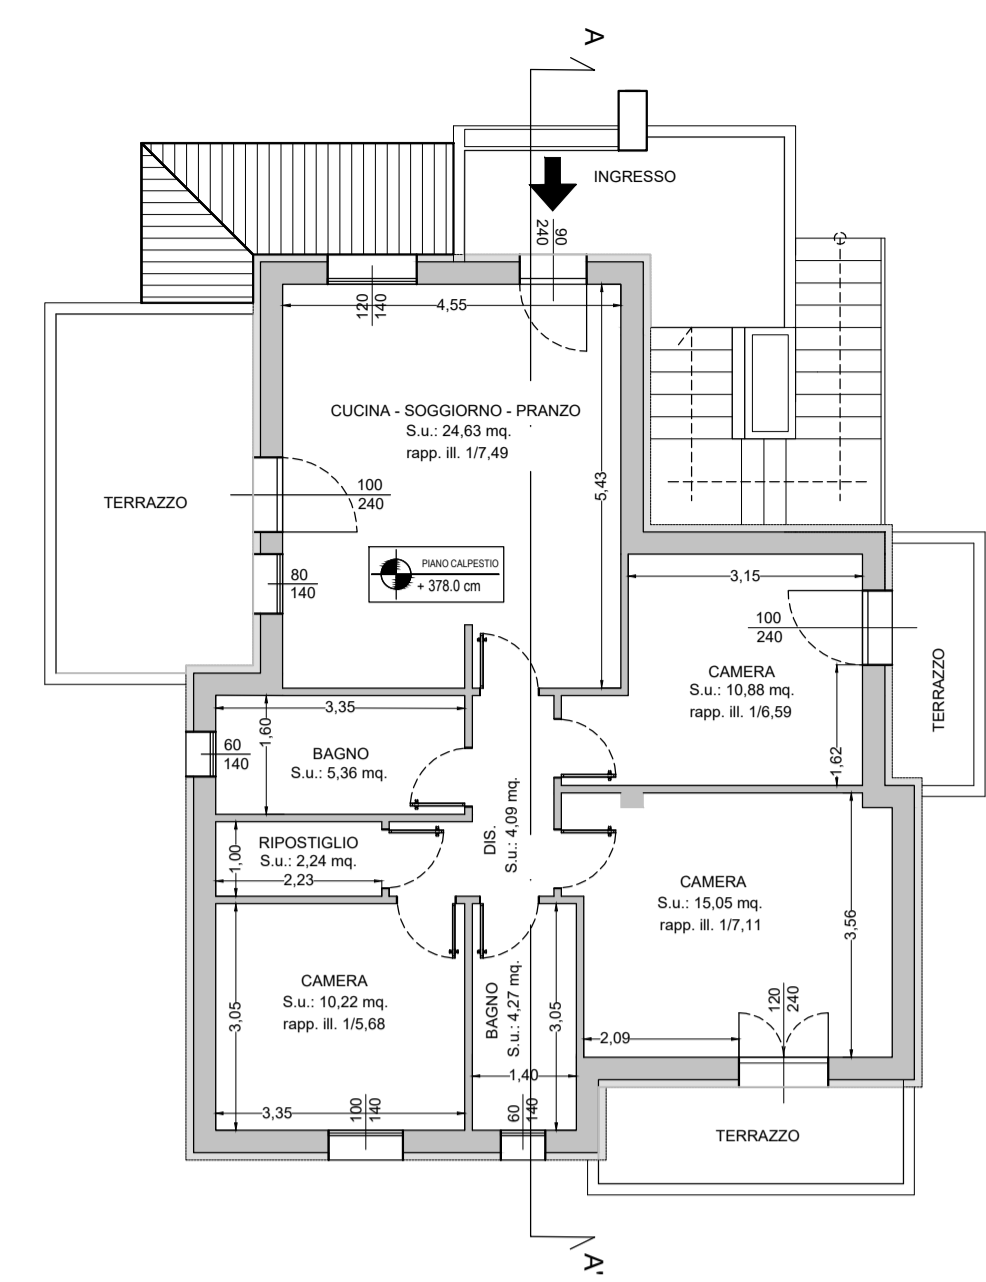 A
INGRESSO
90
240
120
140
4,55
CUCINA - SOGGIORNO - PRANZO
S.u.: 24,63 mq.
rapp. ill. 1/7,49
5,43
TERRAZZO
100
240
PIANO CALPESTIO
+ 378.0 cm
80
140
3,15
100
240
CAMERA
S.u.: 10,88 mq.
rapp. ill. 1/6,59
TERRAZZO
1,62
3,35
1,60
60
140
BAGNO
S.u.: 5,36 mq.
DIS.
S.u.: 4,09 mq.
RIPOSTIGLIO
S.u.: 2,24 mq.
1,00
2,23
CAMERA
S.u.: 15,05 mq.
rapp. ill. 1/7,11
3,56
CAMERA
S.u.: 10,22 mq.
rapp. ill. 1/5,68
3,05
BAGNO
S.u.: 4,27 mq.
3,05
120
240
2,09
1,40
3,35
100
140
60
140
TERRAZZO
A'